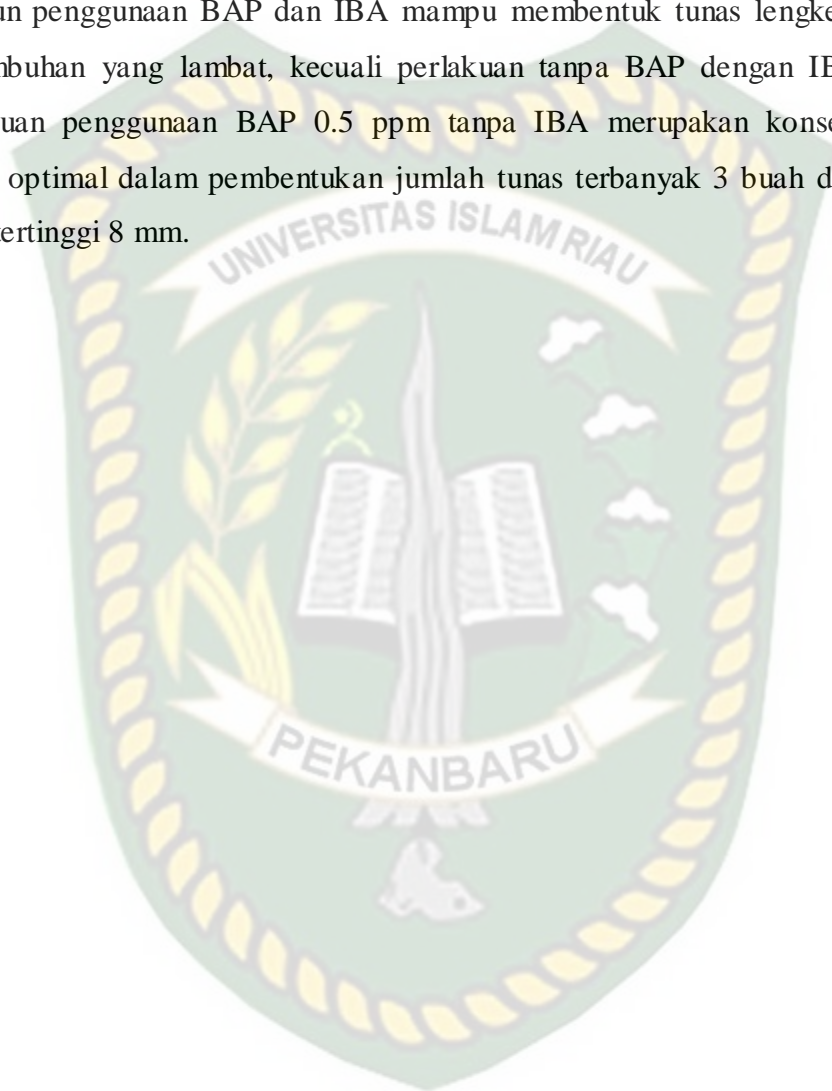 un penggunaan BAP dan IBA mampu membentuk tunas lengke
nbuhan yang lambat, kecuali perlakuan tanpa BAP dengan IB
uan penggunaan BAP 0.5 ppm tanpa IBA merupakan konse
optimal dalam pembentukan jumlah tunas terbanyak 3 buah d
ertinggi 8 mm.
UNIVERSITAS ISLAM RIAU
PEKANBARU